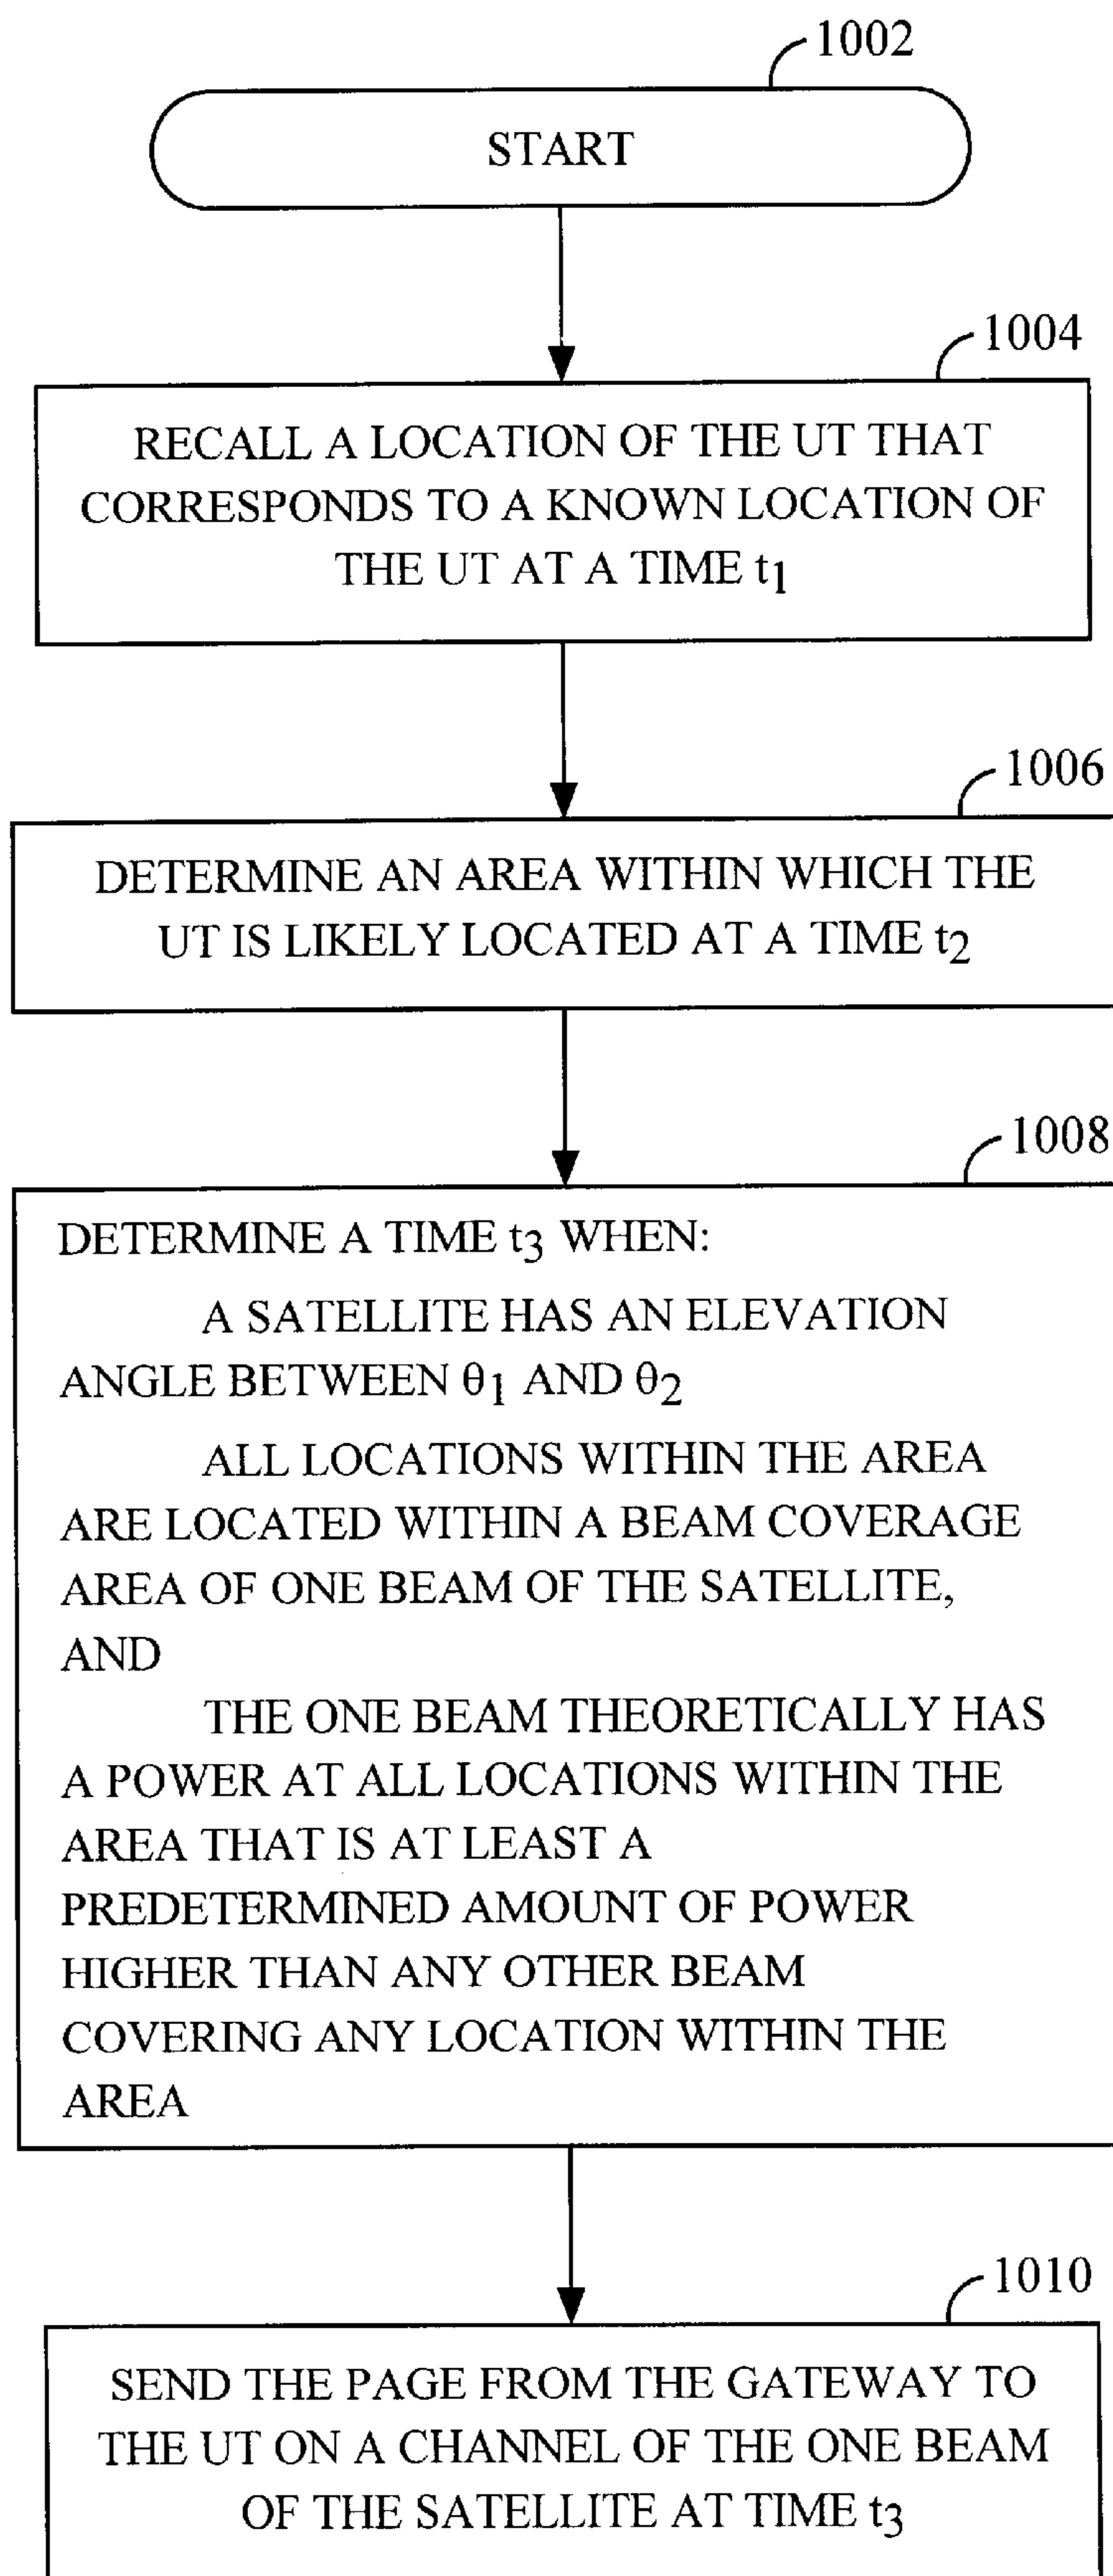 1002
START
1004
RECALL A LOCATION OF THE UT THAT
CORRESPONDS TO A KNOWN LOCATION OF
THE UT AT A TIME t1
1006
DETERMINE AN AREA WITHIN WHICH THE
UT IS LIKELY LOCATED AT A TIME t2
1008
DETERMINE A TIME t3 WHEN:
A SATELLITE HAS AN ELEVATION
ANGLE BETWEEN θ1 AND θ2
ALL LOCATIONS WITHIN THE AREA
ARE LOCATED WITHIN A BEAM COVERAGE
AREA OF ONE BEAM OF THE SATELLITE,
AND
THE ONE BEAM THEORETICALLY HAS
A POWER AT ALL LOCATIONS WITHIN THE
AREA THAT IS AT LEAST A
PREDETERMINED AMOUNT OF POWER
HIGHER THAN ANY OTHER BEAM
COVERING ANY LOCATION WITHIN THE
AREA
1010
SEND THE PAGE FROM THE GATEWAY TO
THE UT ON A CHANNEL OF THE ONE BEAM
OF THE SATELLITE AT TIME t3